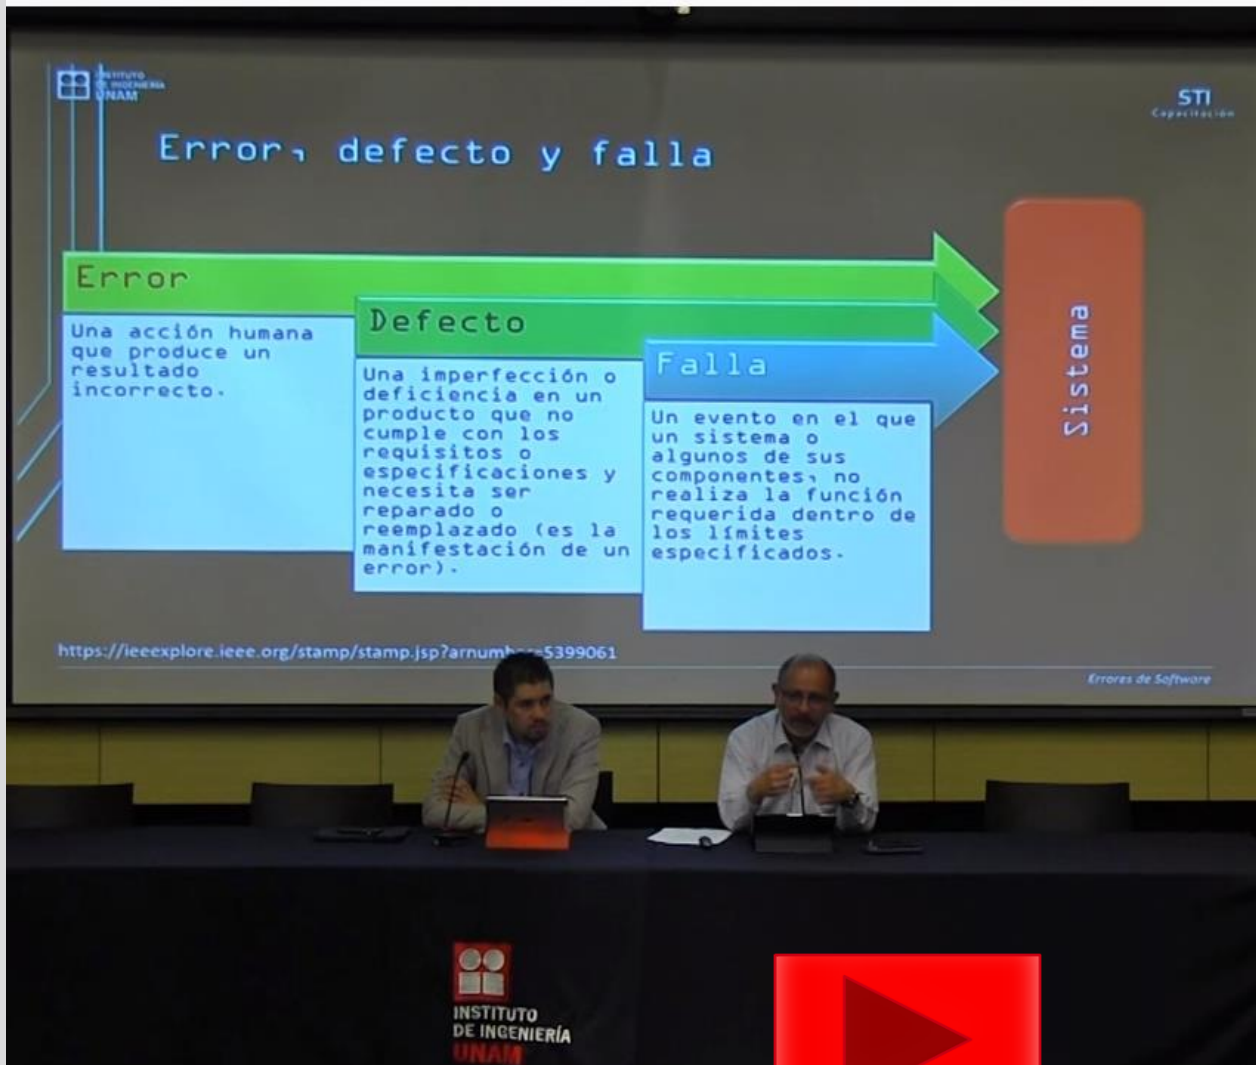 INSTITUTO
DE INGENIERÍA
UNAM
STI
Capacitación
Error, defecto y falla
Error
Una acción humana
que produce un
resultado
incorrecto.
Defecto
Una imperfección o
deficiencia en un
producto que no
cumple con los
requisitos o
especificaciones y
necesita ser
reparado o
reemplazado (es la
manifestación de un
error).
Falla
Un evento en el que
un sistema o
algunos de sus
componentes, no
realiza la función
requerida dentro de
los límites
especificados.
Sistema
https://ieeexplore.ieee.org/stamp/stamp.jsp?arnumber=5399061
Errores de Software
INSTITUTO
DE INGENIERÍA
UNAM